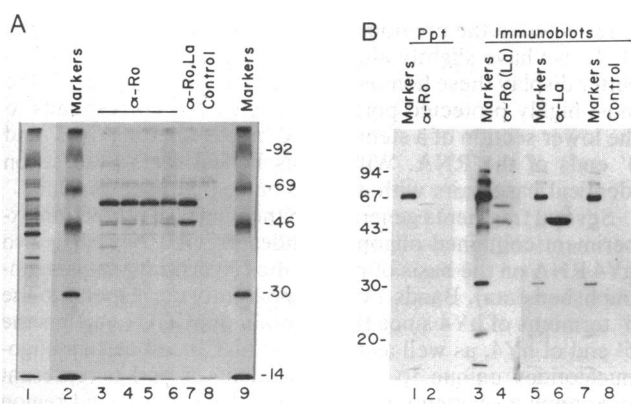 A
Markers
α-Ro
α-Ro,La
Control
Markers
-92
-69
-46
-30
-14
1 2 3 4 5 6 7 8 9
B
Ppt
Immunoblots
Markers
α-Ro
Markers
α-Ro (La)
Markers
α-La
Markers
Control
94-
67-
43-
30-
20-
1 2 3 4 5 6 7 8